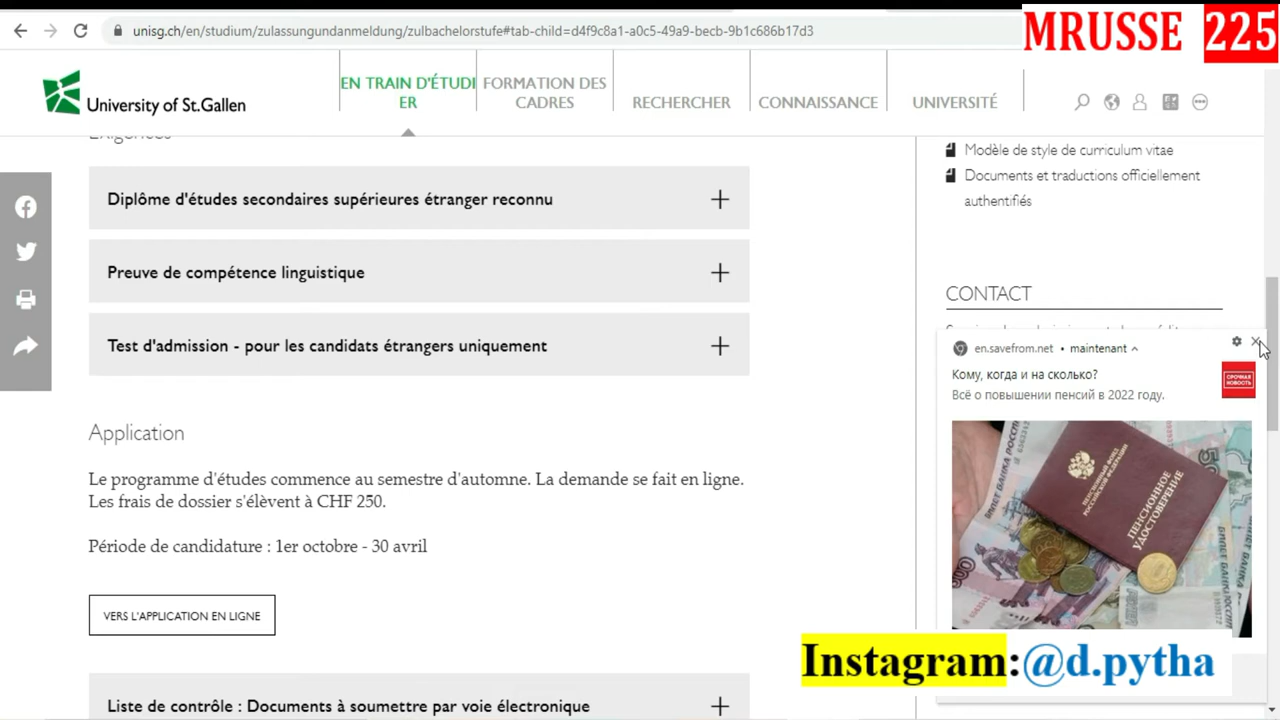 unisg.ch/en/studium/zulassungundanmeldung/zulbachelorstufe#tab-child=d4f9c8a1-a0c5-49a9-becb-9b1c686b17d3
MRUSSE 225
University of St.Gallen
EN TRAIN D'ÉTUDI
ER
FORMATION DES
CADRES
RECHERCHER
CONNAISSANCE
UNIVERSITÉ
Exigences
Diplôme d'études secondaires supérieures étranger reconnu
Preuve de compétence linguistique
Test d'admission - pour les candidats étrangers uniquement
Application
Le programme d'études commence au semestre d'automne. La demande se fait en ligne.
Les frais de dossier s'élèvent à CHF 250.
Période de candidature : 1er octobre - 30 avril
VERS L'APPLICATION EN LIGNE
Liste de contrôle : Documents à soumettre par voie électronique
Modèle de style de curriculum vitae
Documents et traductions officiellement
authentifiés
CONTACT
en.savefrom.net • maintenant
Кому, когда и на сколько?
Всё о повышении пенсий в 2022 году.
СРОЧНАЯ
НОВОСТЬ
ПЕНСИОННЫЙ ФОНД
РОССИЙСКОЙ ФЕДЕРАЦИИ
ПЕНСИОННОЕ
УДОСТОВЕРЕНИЕ
Instagram:@d.pytha